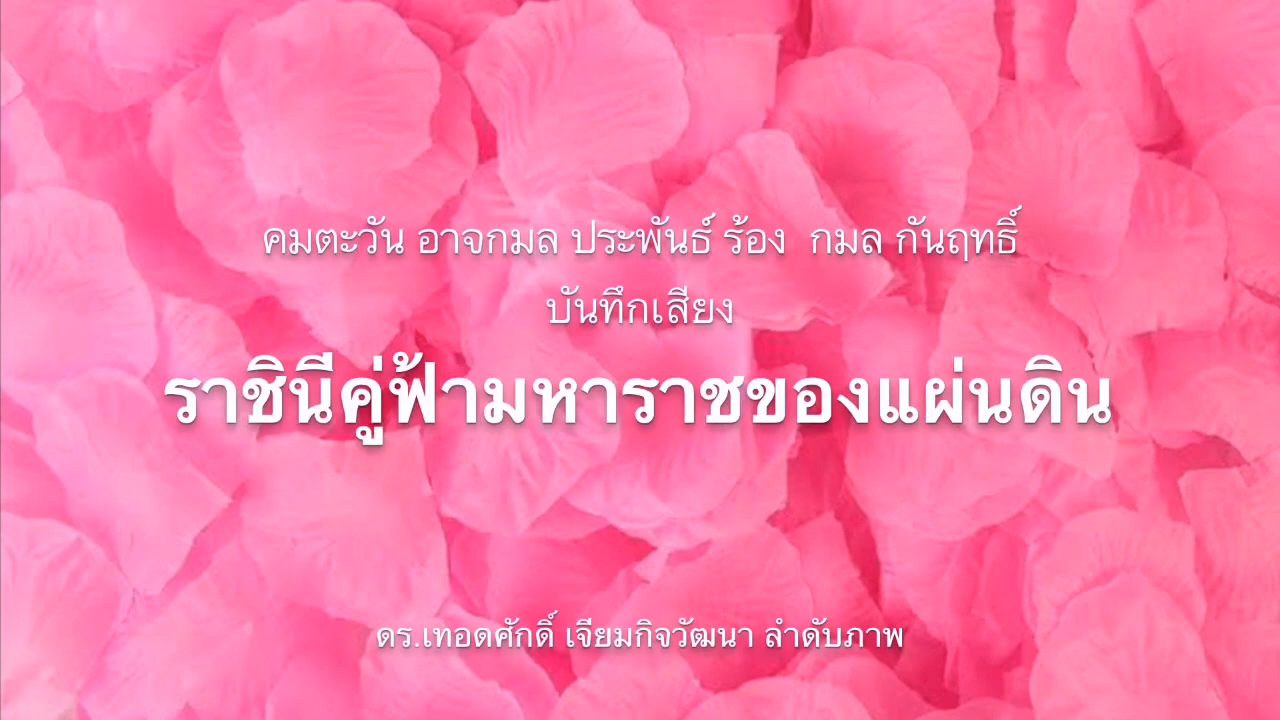 คมตะวัน อาจกมล ประพันธ์ ร้อง  กมล กันฤทธิ์
บันทึกเสียง
ราชินีคู่ฟ้ามหาราชของแผ่นดิน
ดร.เทอดศักดิ์ เจียมกิจวัฒนา ลำดับภาพ